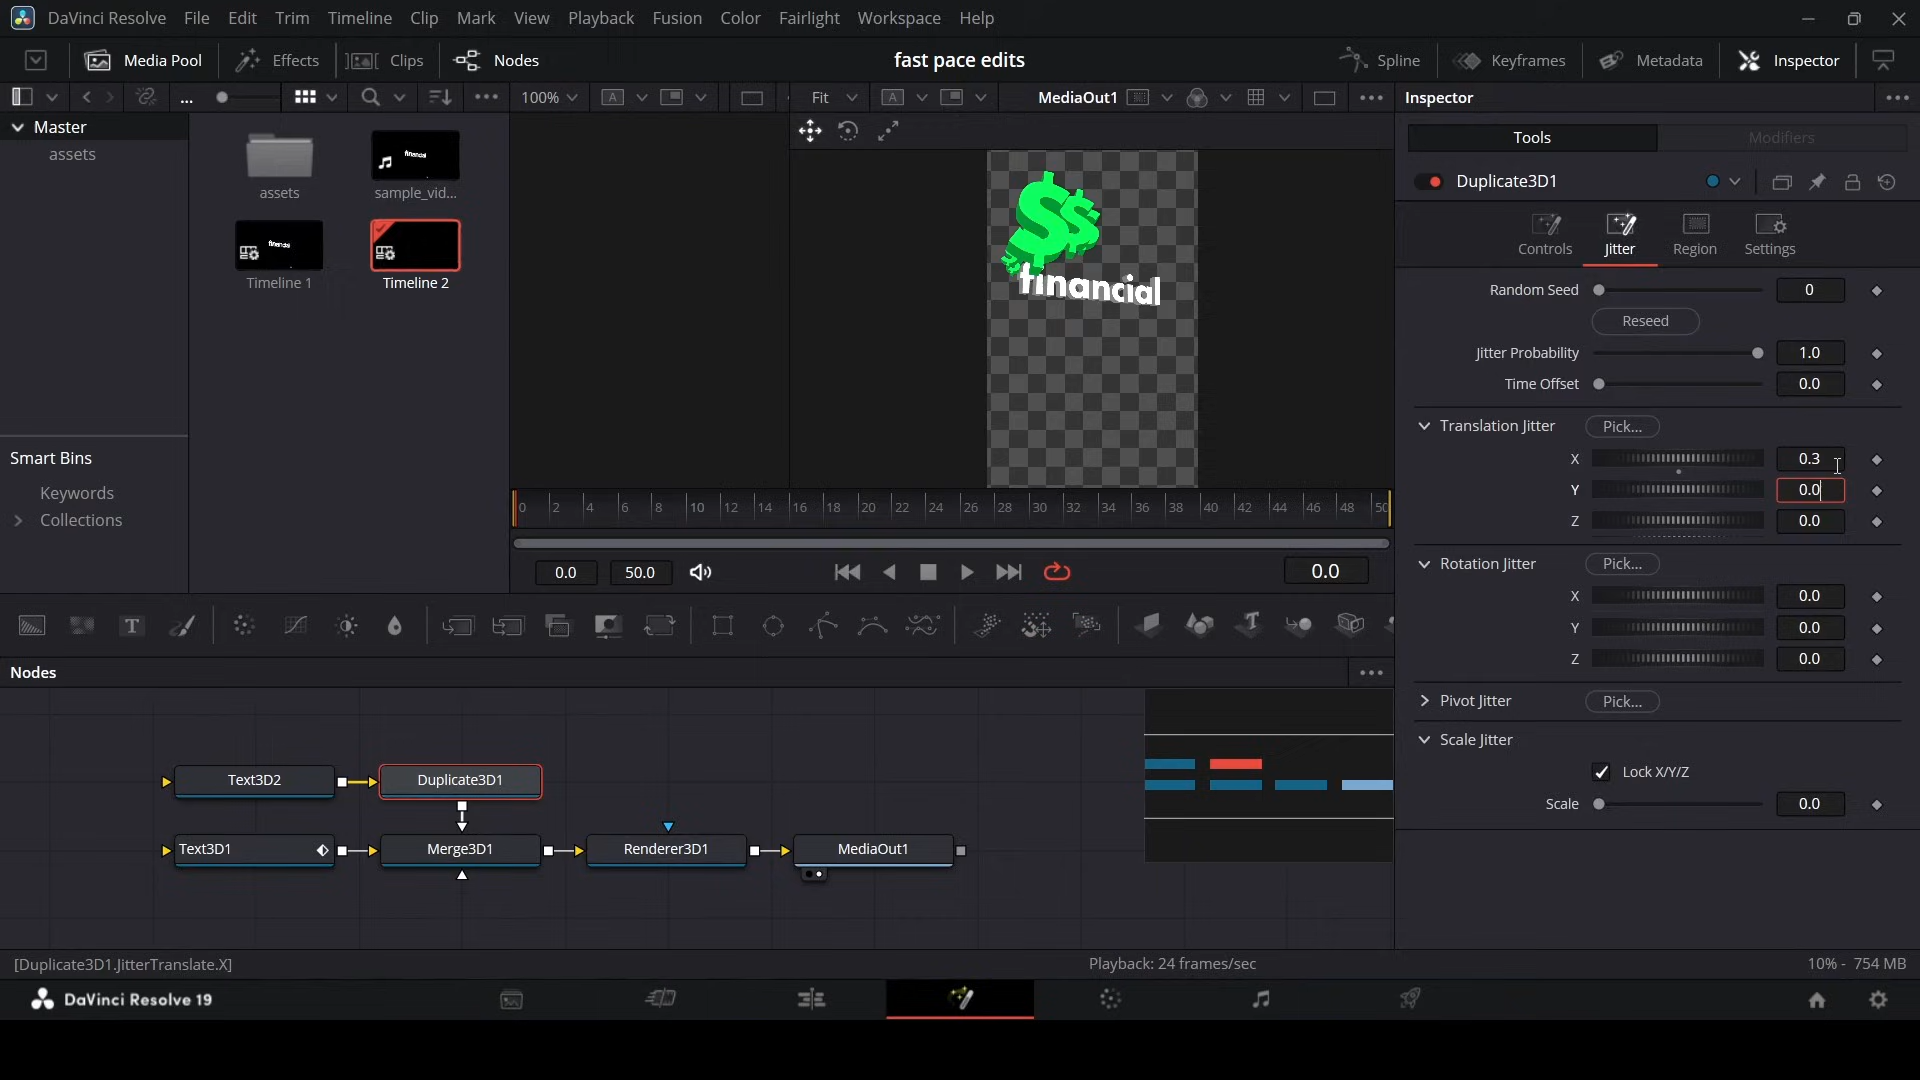 DaVinci Resolve File Edit Trim Timeline Clip Mark View Playback Fusion Color Fairlight Workspace Help
Media Pool Effects Clips Nodes fast pace edits Spline Keyframes Metadata Inspector
... 100% A Fit A MediaOut1 Inspector
Master
assets
assets
sample_vid...
Timeline 1
Timeline 2
financial
financial
financial
Smart Bins
Keywords
Collections
$$
financial
Tools Modifiers
Duplicate3D1
Controls Jitter Region Settings
Random Seed 0
Reseed
Jitter Probability 1.0
Time Offset 0.0
Translation Jitter Pick...
X 0.3
Y 0.0
Z 0.0
Rotation Jitter Pick...
X 0.0
Y 0.0
Z 0.0
Pivot Jitter Pick...
Scale Jitter
Lock X/Y/Z
Scale 0.0
0 2 4 6 8 10 12 14 16 18 20 22 24 26 28 30 32 34 36 38 40 42 44 46 48 50
0.0 50.0 0.0
T
Nodes
Text3D2 Duplicate3D1
Text3D1 Merge3D1 Renderer3D1 MediaOut1
[Duplicate3D1.JitterTranslate.X] Playback: 24 frames/sec 10% - 754 MB
DaVinci Resolve 19